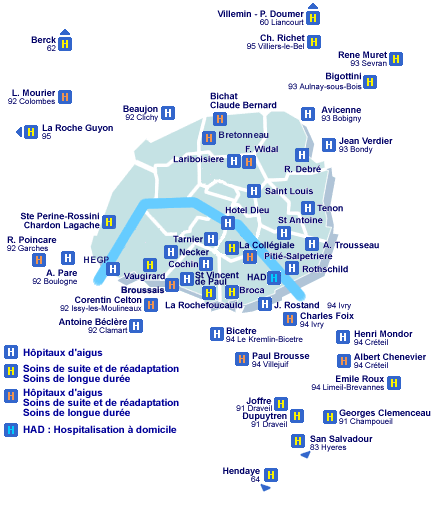 Villemin - P. Doumer
60 Liancourt
H
Berck
62
H
Ch. Richet
95 Villiers-le-Bel
H
Rene Muret
93 Sevran
H
Bigottini
93 Aulnay-sous-Bois
H
L. Mourier
92 Colombes
H
Beaujon
92 Clichy
H
Bichat
Claude Bernard
H
Avicenne
93 Bobigny
H
La Roche Guyon
95
H
Bretonneau
H
Jean Verdier
93 Bondy
H
F. Widal
H
Lariboisiere
H
R. Debré
H
Saint Louis
H
Tenon
H
Ste Perine-Rossini
Chardon Lagache
H
Hotel Dieu
H
St Antoine
H
R. Poincare
92 Garches
H
Tarnier
H
La Collégiale
H
A. Trousseau
H
HEGP
H
Necker
H
Pitié-Salpetriere
H
A. Pare
92 Boulogne
H
Vaugirard
H
Cochin
H
HAD
H
Rothschild
H
Broussais
H
St Vincent
de Paul
H
Broca
H
Corentin Celton
92 Issy-les-Moulineaux
H
La Rochefoucauld
H
J. Rostand 94 Ivry
H
Charles Foix
94 Ivry
H
Antoine Béclère
92 Clamart
H
Bicetre
94 Le Kremlin-Bicetre
H
Henri Mondor
94 Créteil
H
Paul Brousse
94 Villejuif
H
Albert Chenevier
94 Créteil
H
Emile Roux
94 Limeil-Brevannes
H
Joffre
91 Draveil
H
Dupuytren
91 Draveil
H
Georges Clemenceau
91 Champoueil
H
San Salvadour
83 Hyeres
H
Hendaye
64
H
H Hôpitaux d'aigus
H Soins de suite et de réadaptation
Soins de longue durée
H Hôpitaux d'aigus
Soins de suite et de réadaptation
Soins de longue durée
H HAD : Hospitalisation à domicile